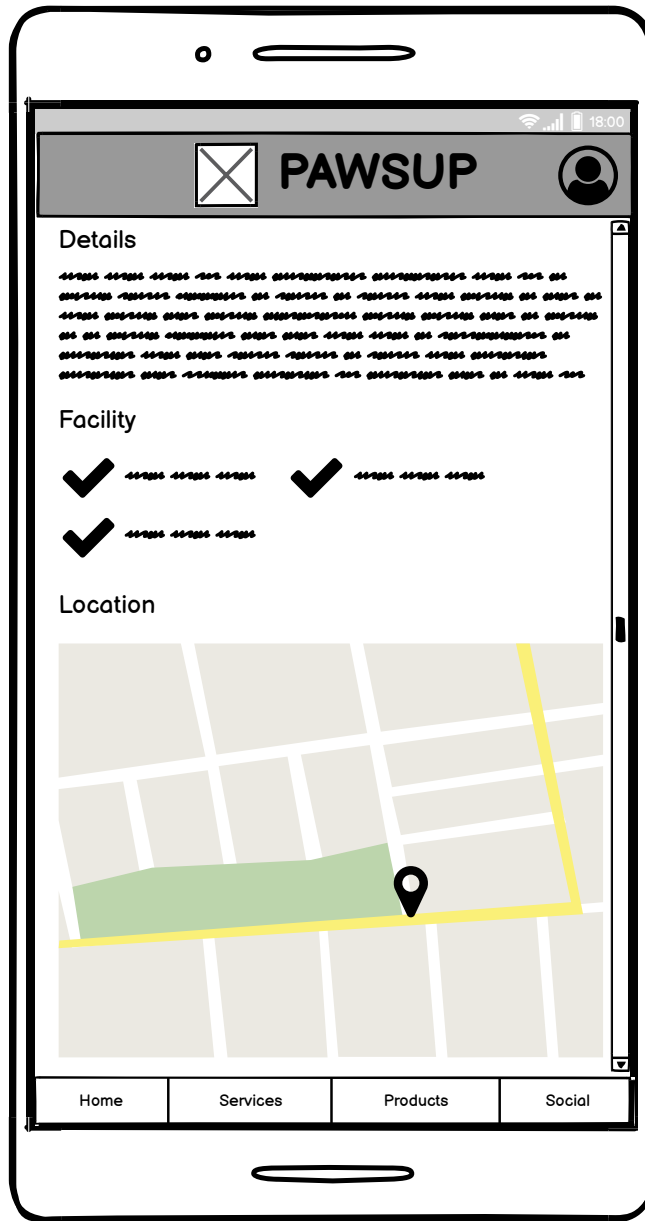 18:00
PAWSUP
Details
Facility
Location
Home Services Products Social